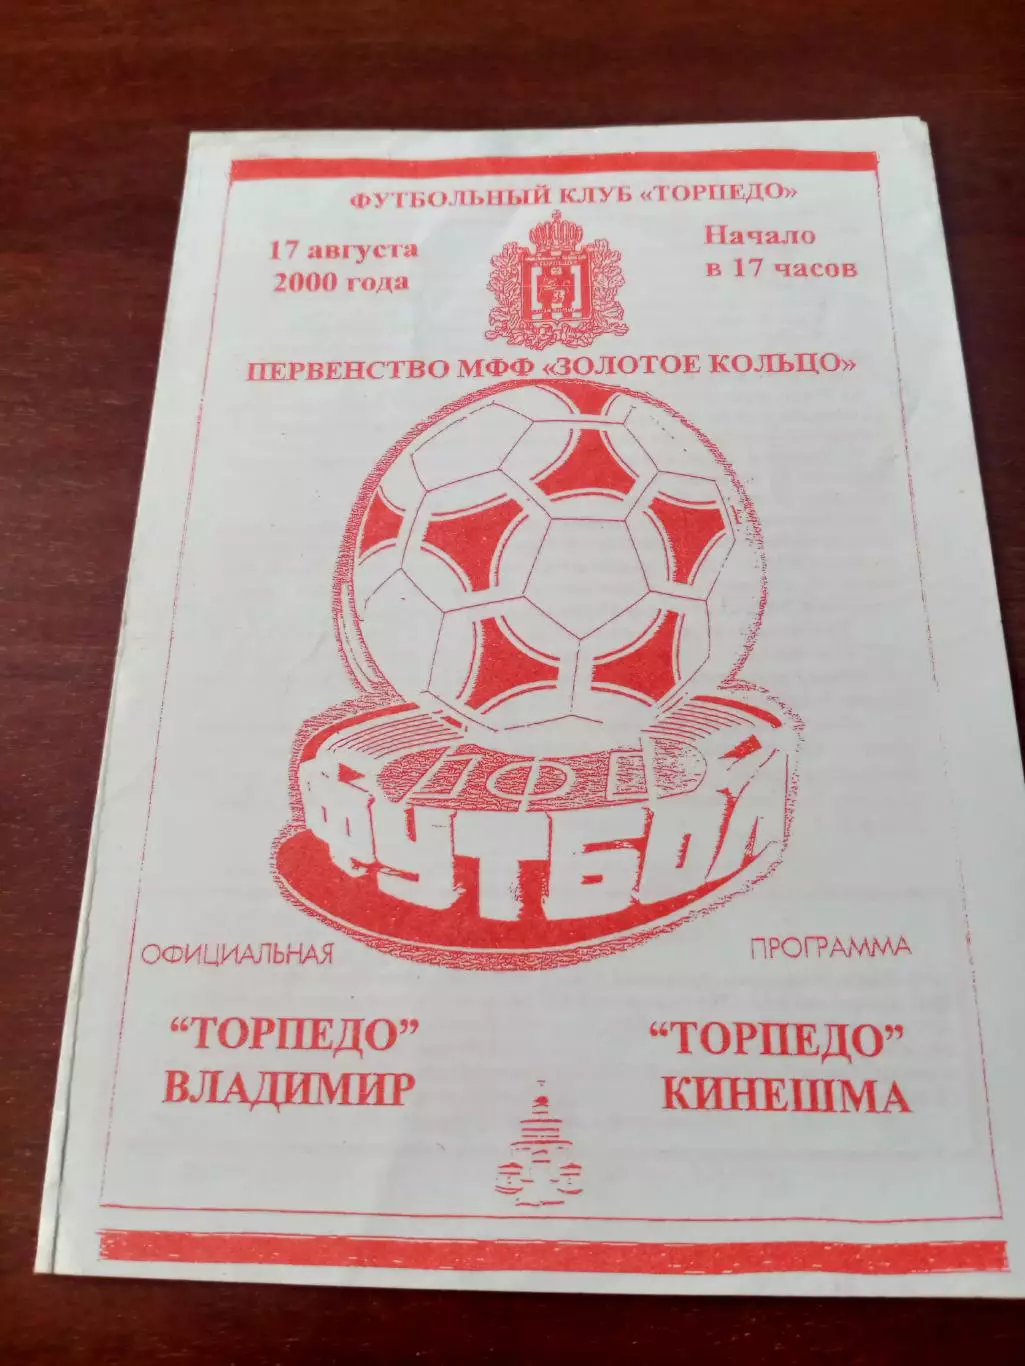 ФУТБОЛЬНЫЙ КЛУБ «ТОРПЕДО»
17 августа
2000 года
Начало
в 17 часов
ПЕРВЕНСТВО МФФ «ЗОЛОТОЕ КОЛЬЦО»
ФУТБОЛ
ОФИЦИАЛЬНАЯ
ПРОГРАММА
“ТОРПЕДО”
ВЛАДИМИР
“ТОРПЕДО”
КИНЕШМА